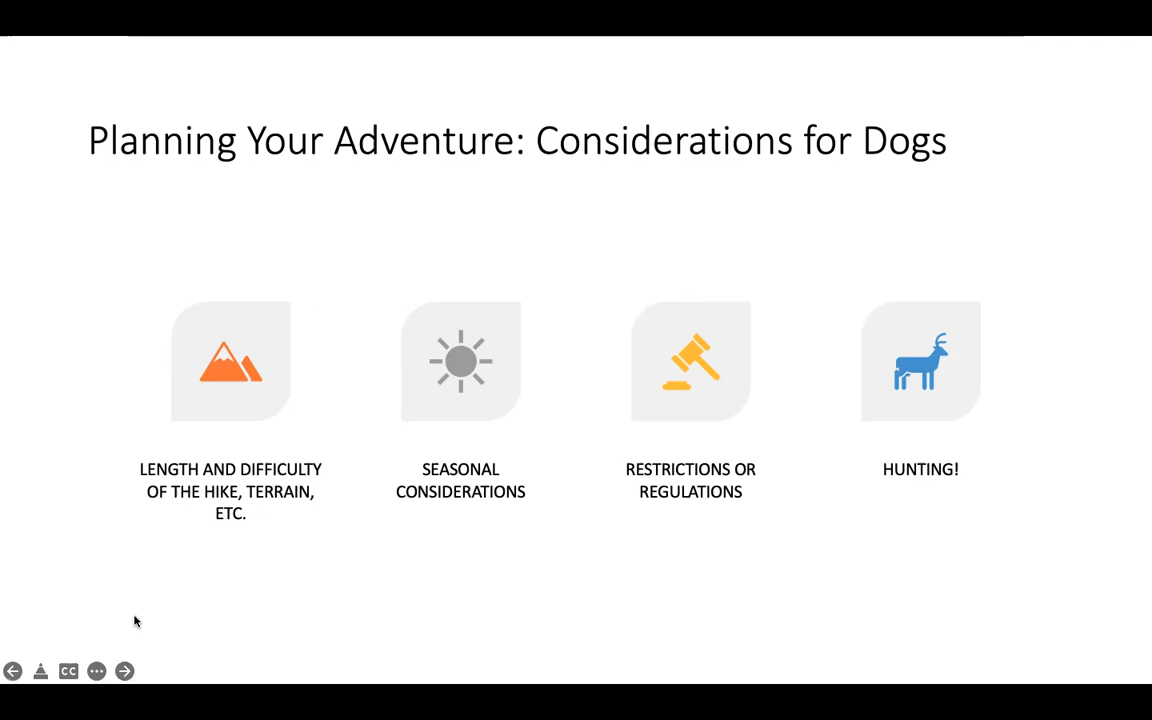 Planning Your Adventure: Considerations for Dogs
LENGTH AND DIFFICULTY
OF THE HIKE, TERRAIN,
ETC.
SEASONAL
CONSIDERATIONS
RESTRICTIONS OR
REGULATIONS
HUNTING!
CC